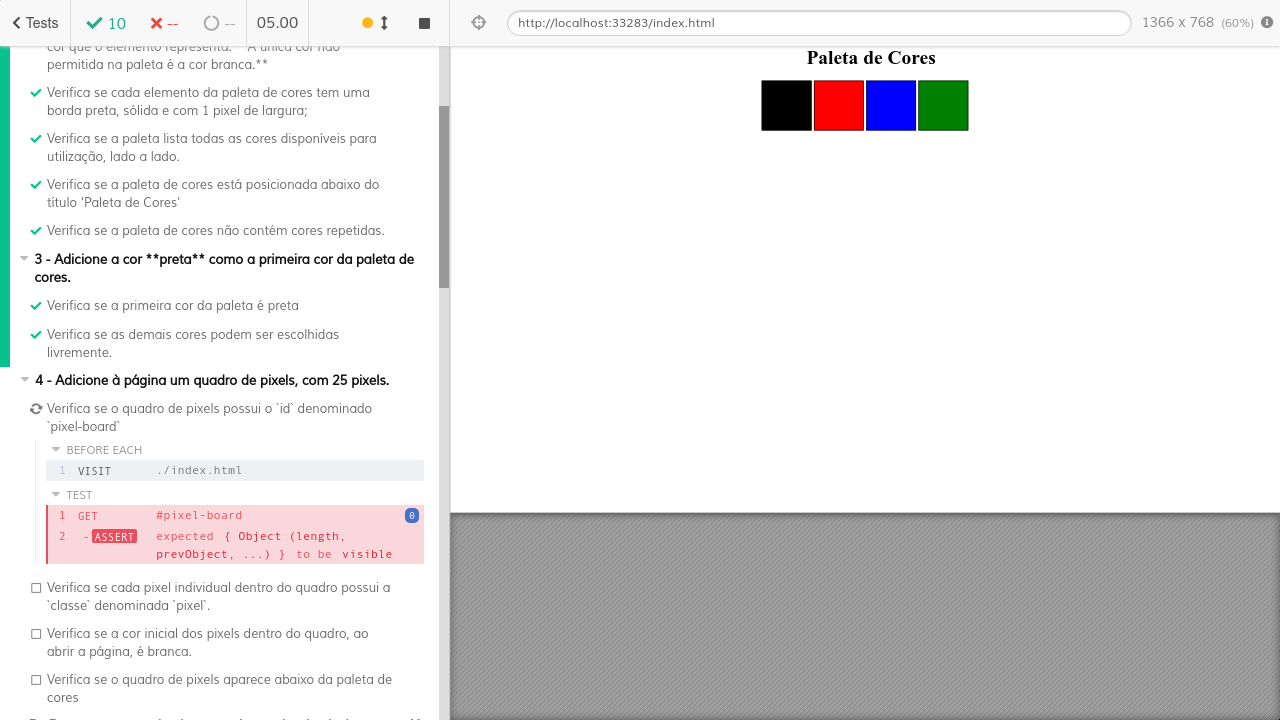 Tests
10
--
--
05.00
http://localhost:33283/index.html
1366 x 768 (60%)
cor que o elemento representa. **A única cor não
permitida na paleta é a cor branca.**
Verifica se cada elemento da paleta de cores tem uma
borda preta, sólida e com 1 pixel de largura;
Verifica se a paleta lista todas as cores disponíveis para
utilização, lado a lado.
Verifica se a paleta de cores está posicionada abaixo do
título 'Paleta de Cores'
Verifica se a paleta de cores não contém cores repetidas.
3 - Adicione a cor **preta** como a primeira cor da paleta de
cores.
Verifica se a primeira cor da paleta é preta
Verifica se as demais cores podem ser escolhidas
livremente.
4 - Adicione à página um quadro de pixels, com 25 pixels.
Verifica se o quadro de pixels possui o `id` denominado
`pixel-board`
BEFORE EACH
1 VISIT ./index.html
TEST
1 GET #pixel-board 0
2 -ASSERT expected { Object (length,
prevObject, ...) } to be visible
Verifica se cada pixel individual dentro do quadro possui a
`classe` denominada `pixel`.
Verifica se a cor inicial dos pixels dentro do quadro, ao
abrir a página, é branca.
Verifica se o quadro de pixels aparece abaixo da paleta de
cores
Paleta de Cores